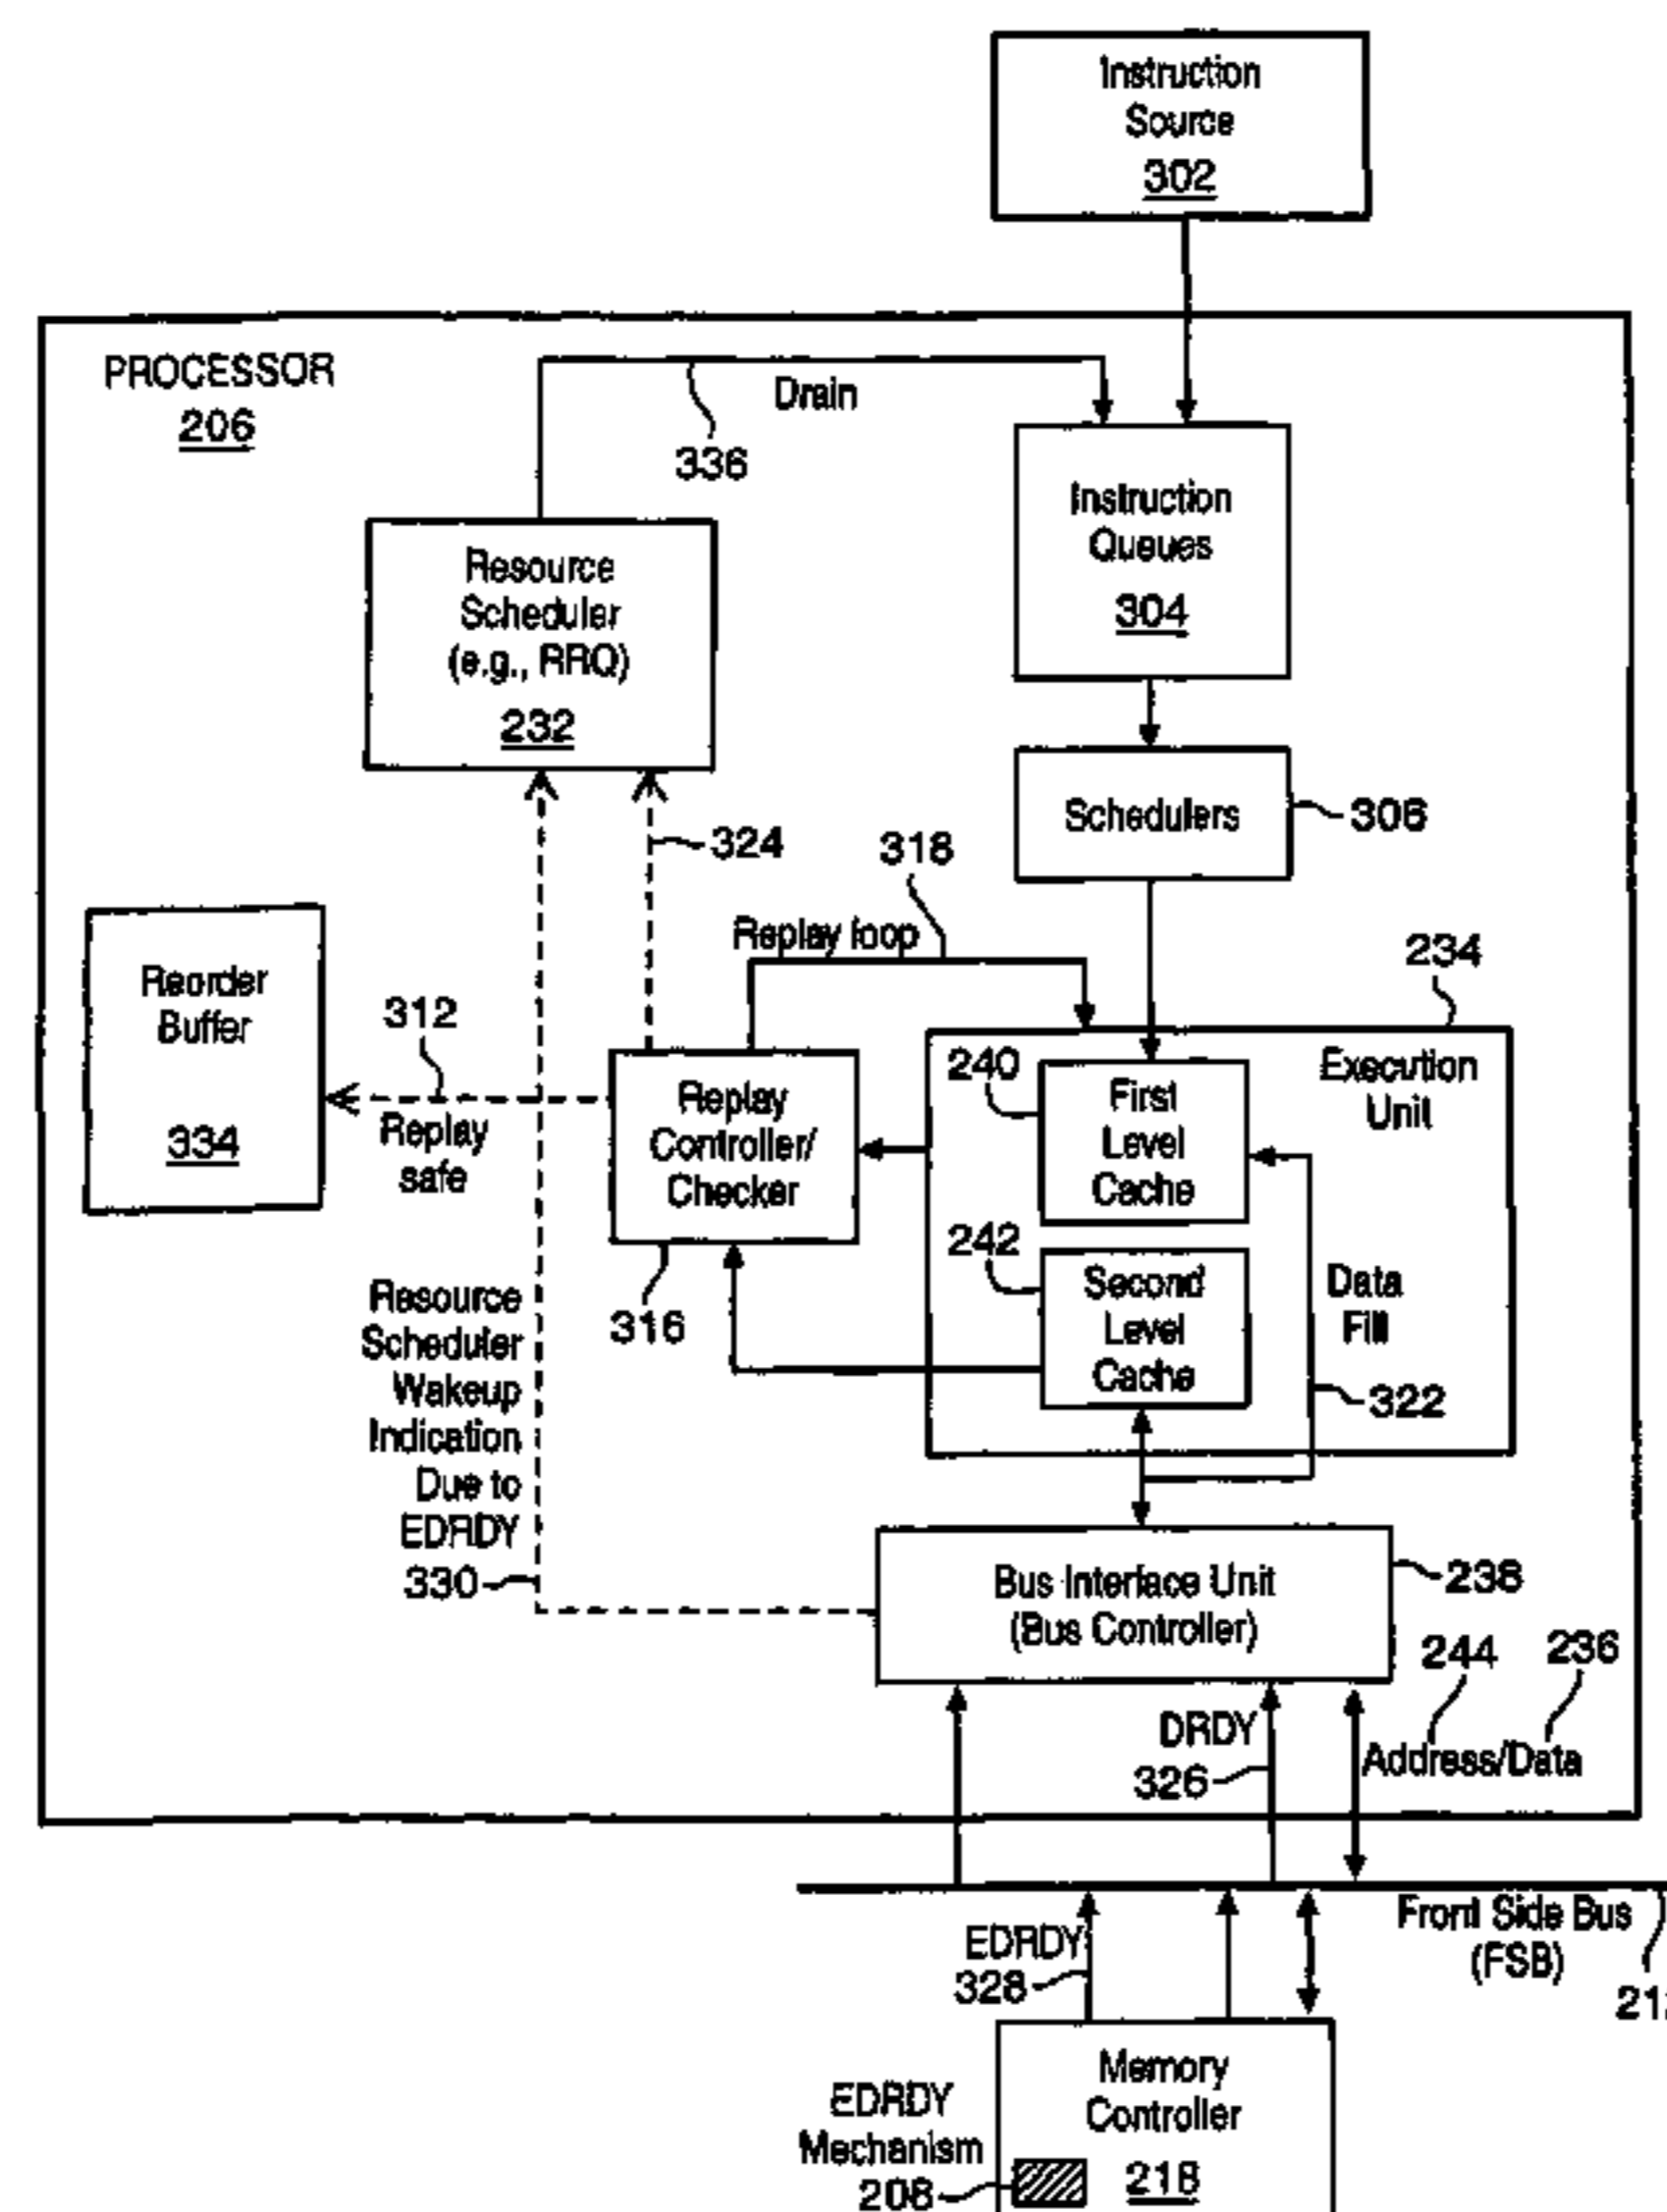 Instruction
Source
302
PROCESSOR
206
Drain
336
Resource
Scheduler
(e.g., RRQ)
232
Instruction
Queues
304
Schedulers
306
324
318
Replay loop
234
Reorder
Buffer
334
312
Replay
safe
Replay
Controller/
Checker
316
240
First
Level
Cache
Execution
Unit
242
Second
Level
Cache
Data
Fill
322
Resource
Scheduler
Wakeup
Indication
Due to
EDRDY
330
Bus Interface Unit
(Bus Controller)
238
244
236
DRDY
326
Address/Data
Front Side Bus
(FSB)
EDRDY
328
Memory
Controller
218
EDRDY
Mechanism
208